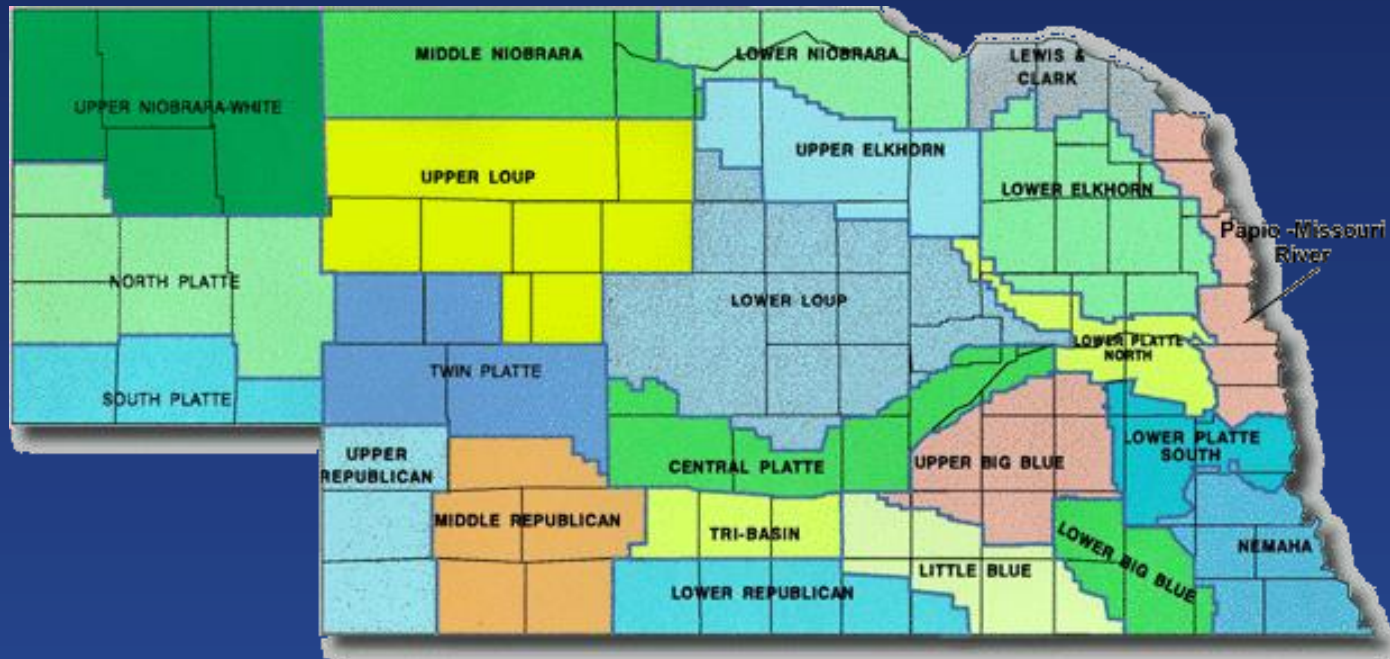 MIDDLE NIOBRARA
LOWER NIOBRARA
LEWIS &
CLARK
UPPER NIOBRARA-WHITE
UPPER ELKHORN
UPPER LOUP
LOWER ELKHORN
Papio -Missouri
River
NORTH PLATTE
LOWER LOUP
LOWER PLATTE
NORTH
TWIN PLATTE
SOUTH PLATTE
UPPER
REPUBLICAN
CENTRAL PLATTE
UPPER BIG BLUE
LOWER PLATTE
SOUTH
MIDDLE REPUBLICAN
TRI-BASIN
NEMAHA
LOWER BIG BLUE
LITTLE BLUE
LOWER REPUBLICAN